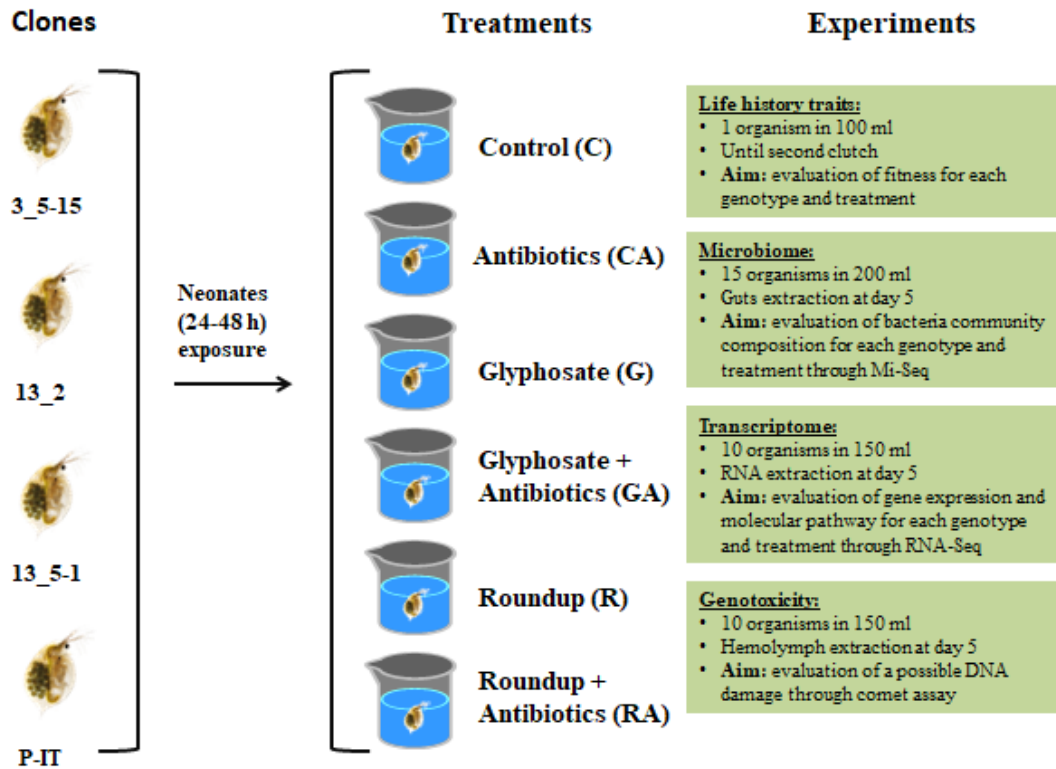 Clones
3_5-15
13_2
13_5-1
P-IT
Neonates
(24-48 h)
exposure
Treatments
Control (C)
Antibiotics (CA)
Glyphosate (G)
Glyphosate +
Antibiotics (GA)
Roundup (R)
Roundup +
Antibiotics (RA)
Experiments
Life history traits:
• 1 organism in 100 ml
• Until second clutch
• Aim: evaluation of fitness for each
genotype and treatment
Microbiome:
• 15 organisms in 200 ml
• Guts extraction at day 5
• Aim: evaluation of bacteria community
composition for each genotype and
treatment through Mi-Seq
Transcriptome:
• 10 organisms in 150 ml
• RNA extraction at day 5
• Aim: evaluation of gene expression and
molecular pathway for each genotype
and treatment through RNA-Seq
Genotoxicity:
• 10 organisms in 150 ml
• Hemolymph extraction at day 5
• Aim: evaluation of a possible DNA
damage through comet assay